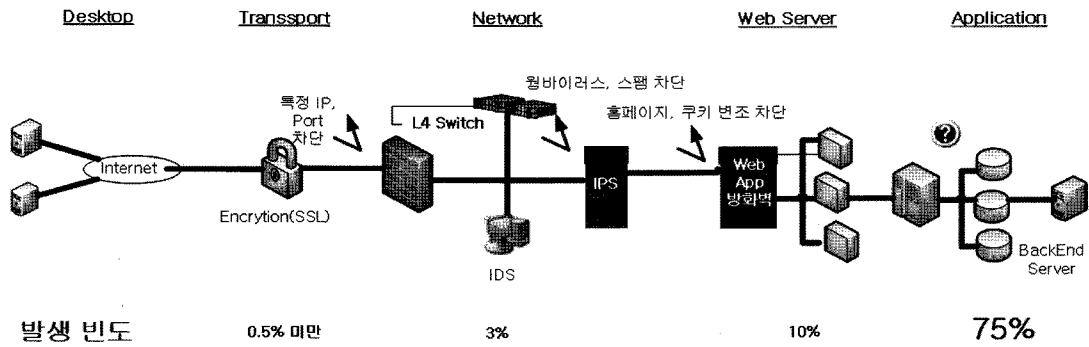 Desktop
Transsport
Network
Web Server
Application
특정 IP,
Port
차단
L4 Switch
웜바이러스, 스팸 차단
홈페이지, 쿠키 변조 차단
?
Internet
IPS
Web
App
방화벽
Encrytion(SSL)
IDS
BackEnd
Server
발생 빈도
0.5% 미만
3%
10%
75%